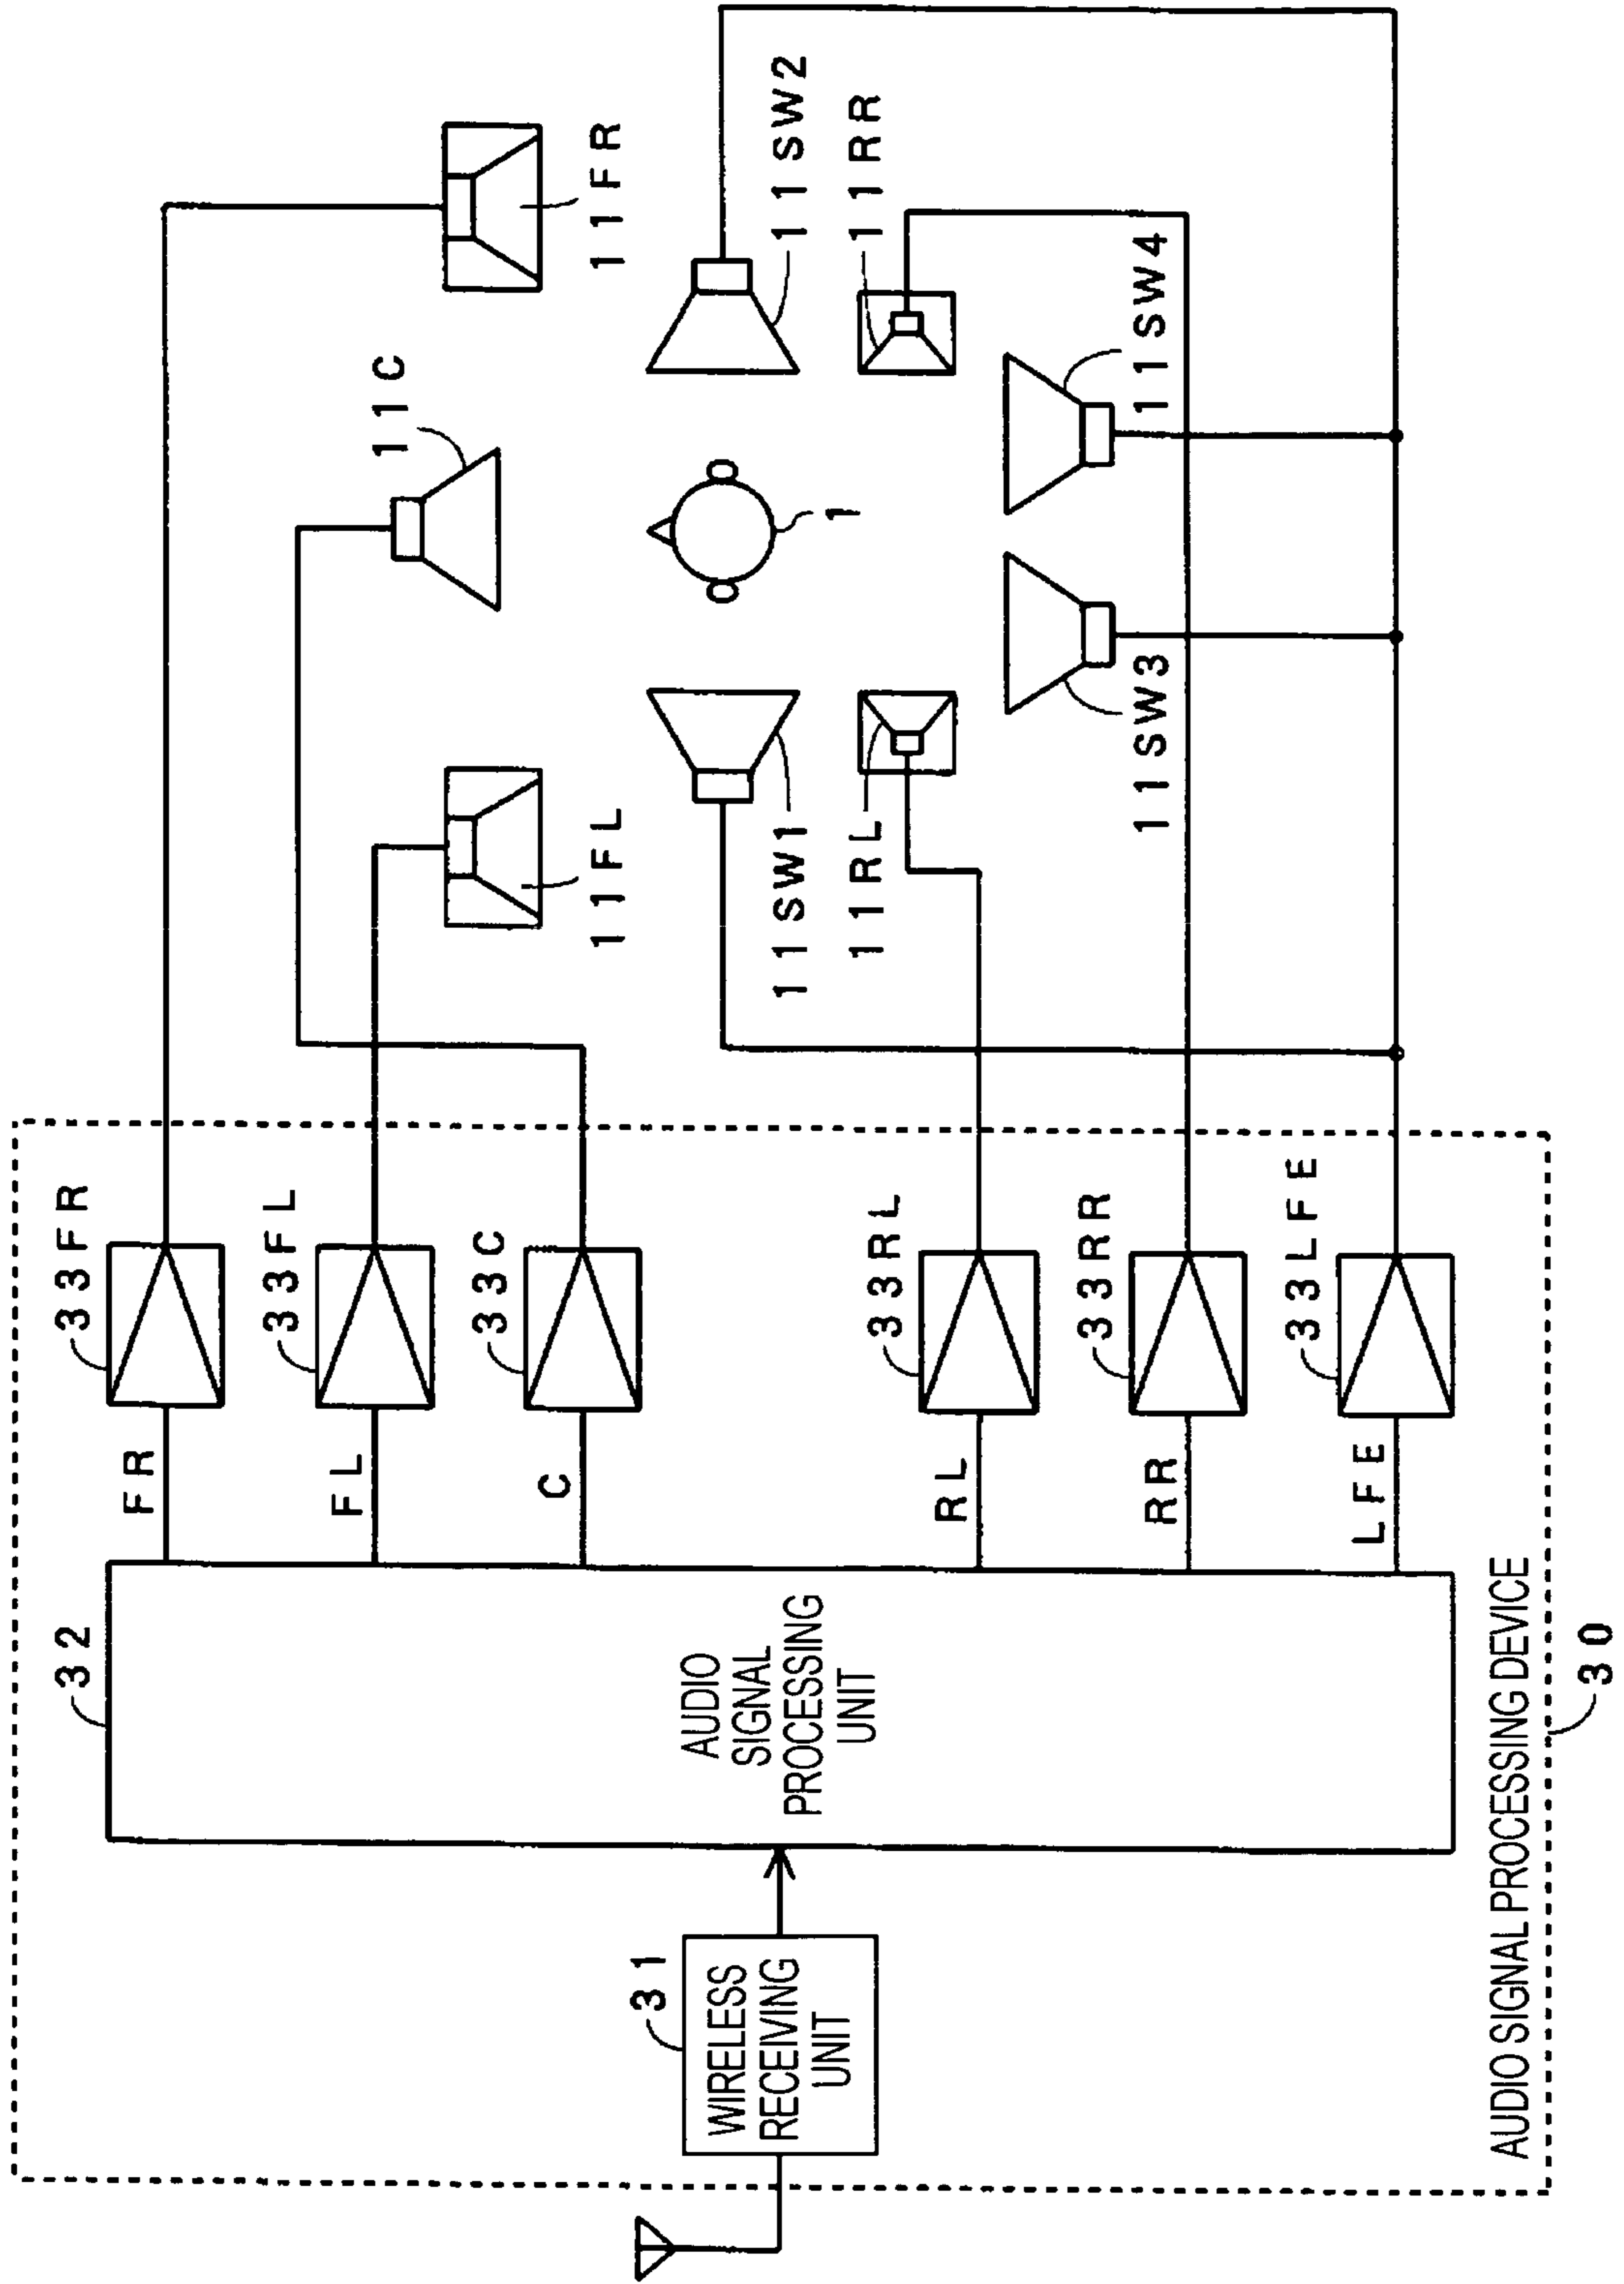 30
AUDIO SIGNAL PROCESSING DEVICE
31
WIRELESS
RECEIVING
UNIT
32
AUDIO
SIGNAL
PROCESSING
UNIT
FR
FL
C
RL
RR
LFE
33FR
33FL
33C
33RL
33RR
33LFE
11FL
11C
11FR
11SW1
11SW2
1
11RL
11RR
11SW3
11SW4